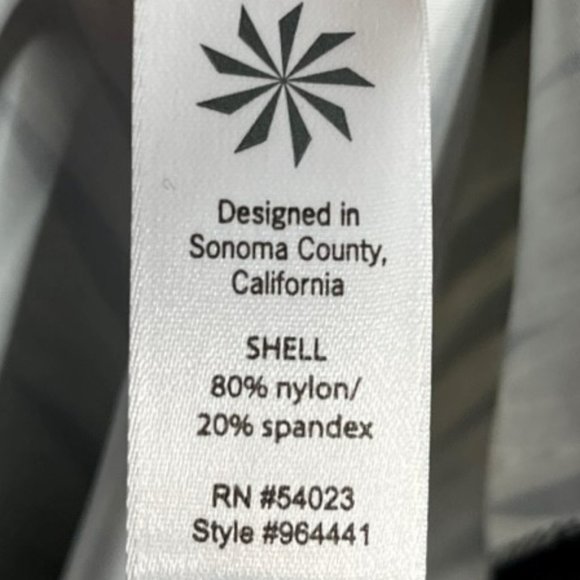 Designed in
Sonoma County,
California
SHELL
80% nylon/
20% spandex
RN #54023
Style #964441